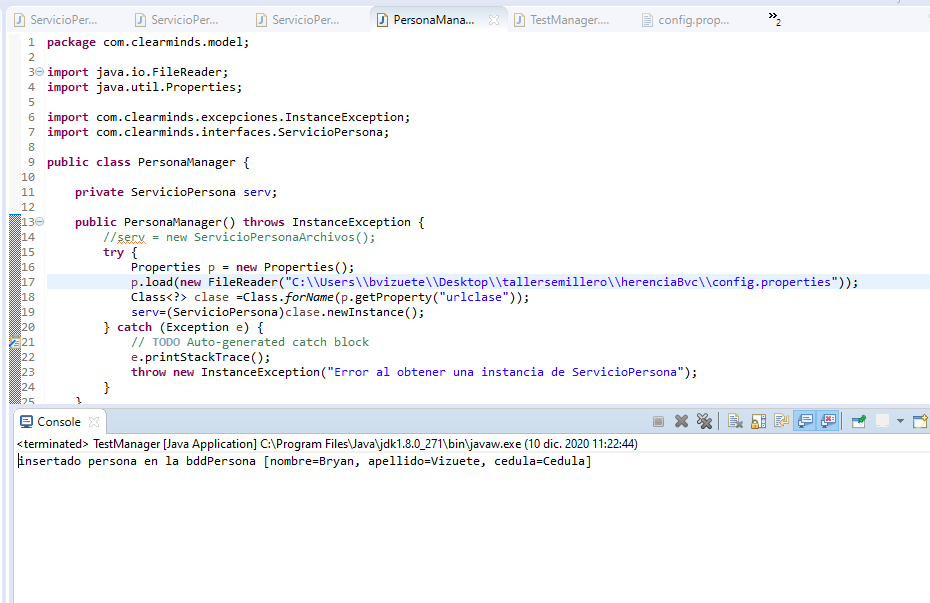 ServicioPer... ServicioPer... ServicioPer... PersonaMana... TestManager.... config.prop... »2
1 package com.clearminds.model;
2
3 import java.io.FileReader;
4 import java.util.Properties;
5
6 import com.clearminds.excepciones.InstanceException;
7 import com.clearminds.interfaces.ServicioPersona;
8
9 public class PersonaManager {
10
11 private ServicioPersona serv;
12
13 public PersonaManager() throws InstanceException {
14 //serv = new ServicioPersonaArchivos();
15 try {
16 Properties p = new Properties();
17 p.load(new FileReader("C:\\Users\\bvizuete\\Desktop\\tallersemillero\\herenciaBvc\\config.properties"));
18 Class<?> clase =Class.forName(p.getProperty("urlclase"));
19 serv=(ServicioPersona)clase.newInstance();
20 } catch (Exception e) {
21 // TODO Auto-generated catch block
22 e.printStackTrace();
23 throw new InstanceException("Error al obtener una instancia de ServicioPersona");
24 }
25 }
Console
<terminated> TestManager [Java Application] C:\Program Files\Java\jdk1.8.0_271\bin\javaw.exe (10 dic. 2020 11:22:44)
insertado persona en la bddPersona [nombre=Bryan, apellido=Vizuete, cedula=Cedula]